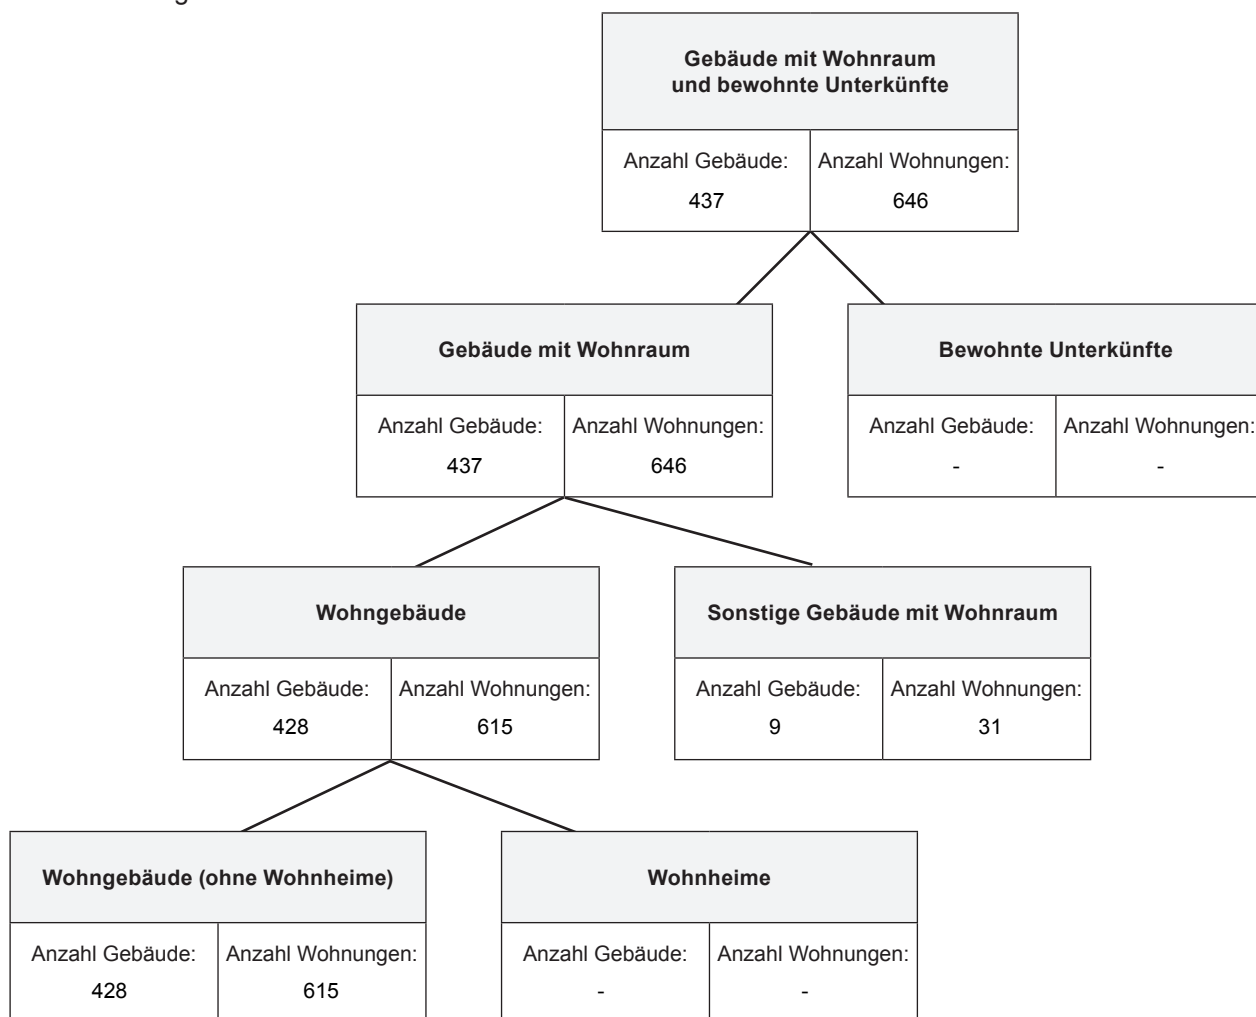 Gebäude mit Wohnraum
und bewohnte Unterkünfte
Anzahl Gebäude: Anzahl Wohnungen:
437 646
Gebäude mit Wohnraum
Anzahl Gebäude: Anzahl Wohnungen:
437 646
Bewohnte Unterkünfte
Anzahl Gebäude: Anzahl Wohnungen:
- -
Wohngebäude
Anzahl Gebäude: Anzahl Wohnungen:
428 615
Sonstige Gebäude mit Wohnraum
Anzahl Gebäude: Anzahl Wohnungen:
9 31
Wohngebäude (ohne Wohnheime)
Anzahl Gebäude: Anzahl Wohnungen:
428 615
Wohnheime
Anzahl Gebäude: Anzahl Wohnungen:
- -